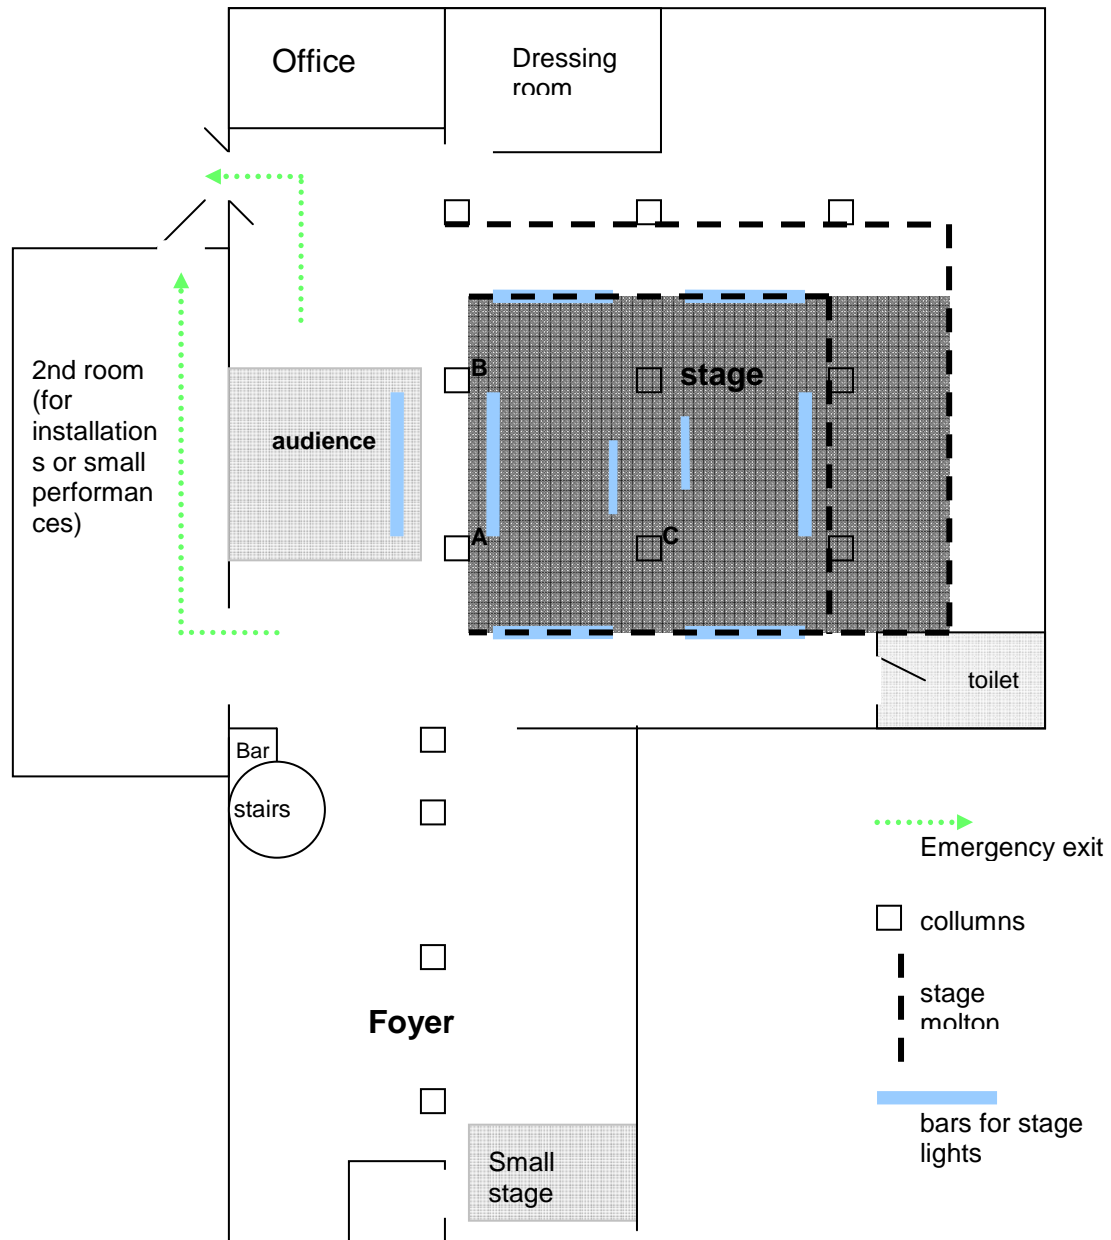 Office
Dressing
room
2nd room
(for
installation
s or small
performan
ces)
B
stage
audience
A
C
toilet
Bar
stairs
Emergency exit
collumns
stage
molton
Foyer
bars for stage
lights
Small
stage